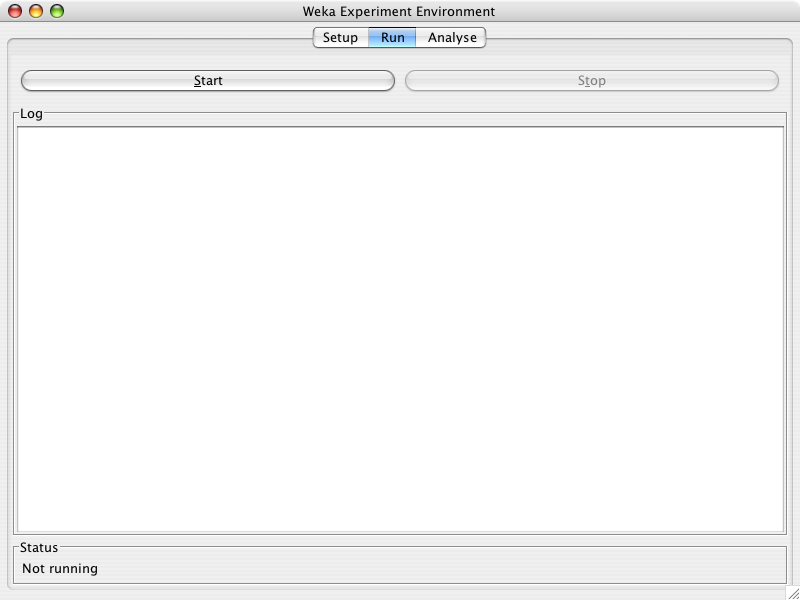 Weka Experiment Environment
Setup Run Analyse
Start Stop
Log
Status
Not running